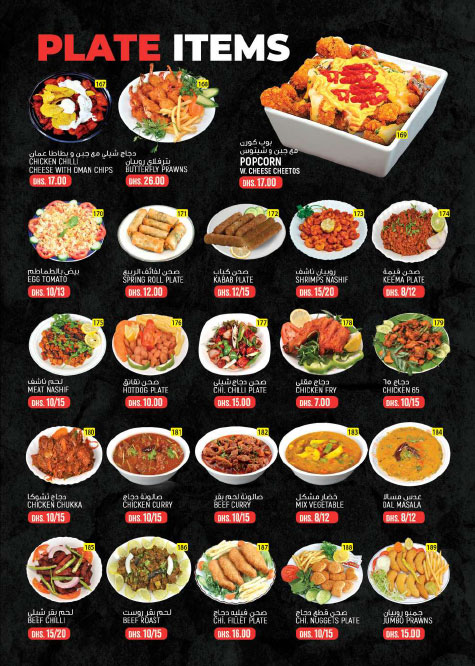 PLATE ITEMS
167
168
169
دجاج شيلي مع جبن و بطاطا عمان
CHICKEN CHILLI
CHEESE WITH OMAN CHIPS
DHS. 17.00
بترفلاي روبيان
BUTTERFLY PRAWNS
DHS. 26.00
بوب كورن
مع جبن و شيتوس
POPCORN
W. CHEESE CHEETOS
DHS. 17.00
170
171
172
173
174
بيض بالطماطم
EGG TOMATO
DHS. 10/13
صحن لفائف الربيع
SPRING ROLL PLATE
DHS. 12.00
صحن كباب
KABAB PLATE
DHS. 12/15
روبيان ناشف
SHRIMPS NASHIF
DHS. 15/20
صحن قيمة
KEEMA PLATE
DHS. 8/12
175
176
177
178
179
لحم ناشف
MEAT NASHIF
DHS. 10/15
صحن نقانق
HOTDOG PLATE
DHS. 10.00
صحن دجاج شيلي
CHI. CHILLI PLATE
DHS. 15.00
دجاج مقلي
CHICKEN FRY
DHS. 7.00
دجاج ٦٥
CHICKEN 65
DHS. 10/15
180
181
182
183
184
دجاج تشوكا
CHICKEN CHUKKA
DHS. 10/15
صالونة دجاج
CHICKEN CURRY
DHS. 10/15
صالونة لحم بقر
BEEF CURRY
DHS. 10/15
خضار مشكل
MIX VEGETABLE
DHS. 8/12
عدس مسالا
DAL MASALA
DHS. 8/12
185
186
187
188
189
لحم بقر شيلي
BEEF CHILLI
DHS. 15/20
لحم بقر روست
BEEF ROAST
DHS. 10/15
صحن فيليه دجاج
CHI. FILLET PLATE
DHS. 16.00
صحن قطع دجاج
CHI. NUGGETS PLATE
DHS. 10/15
جمبو روبيان
JUMBO PRAWNS
DHS. 15.00